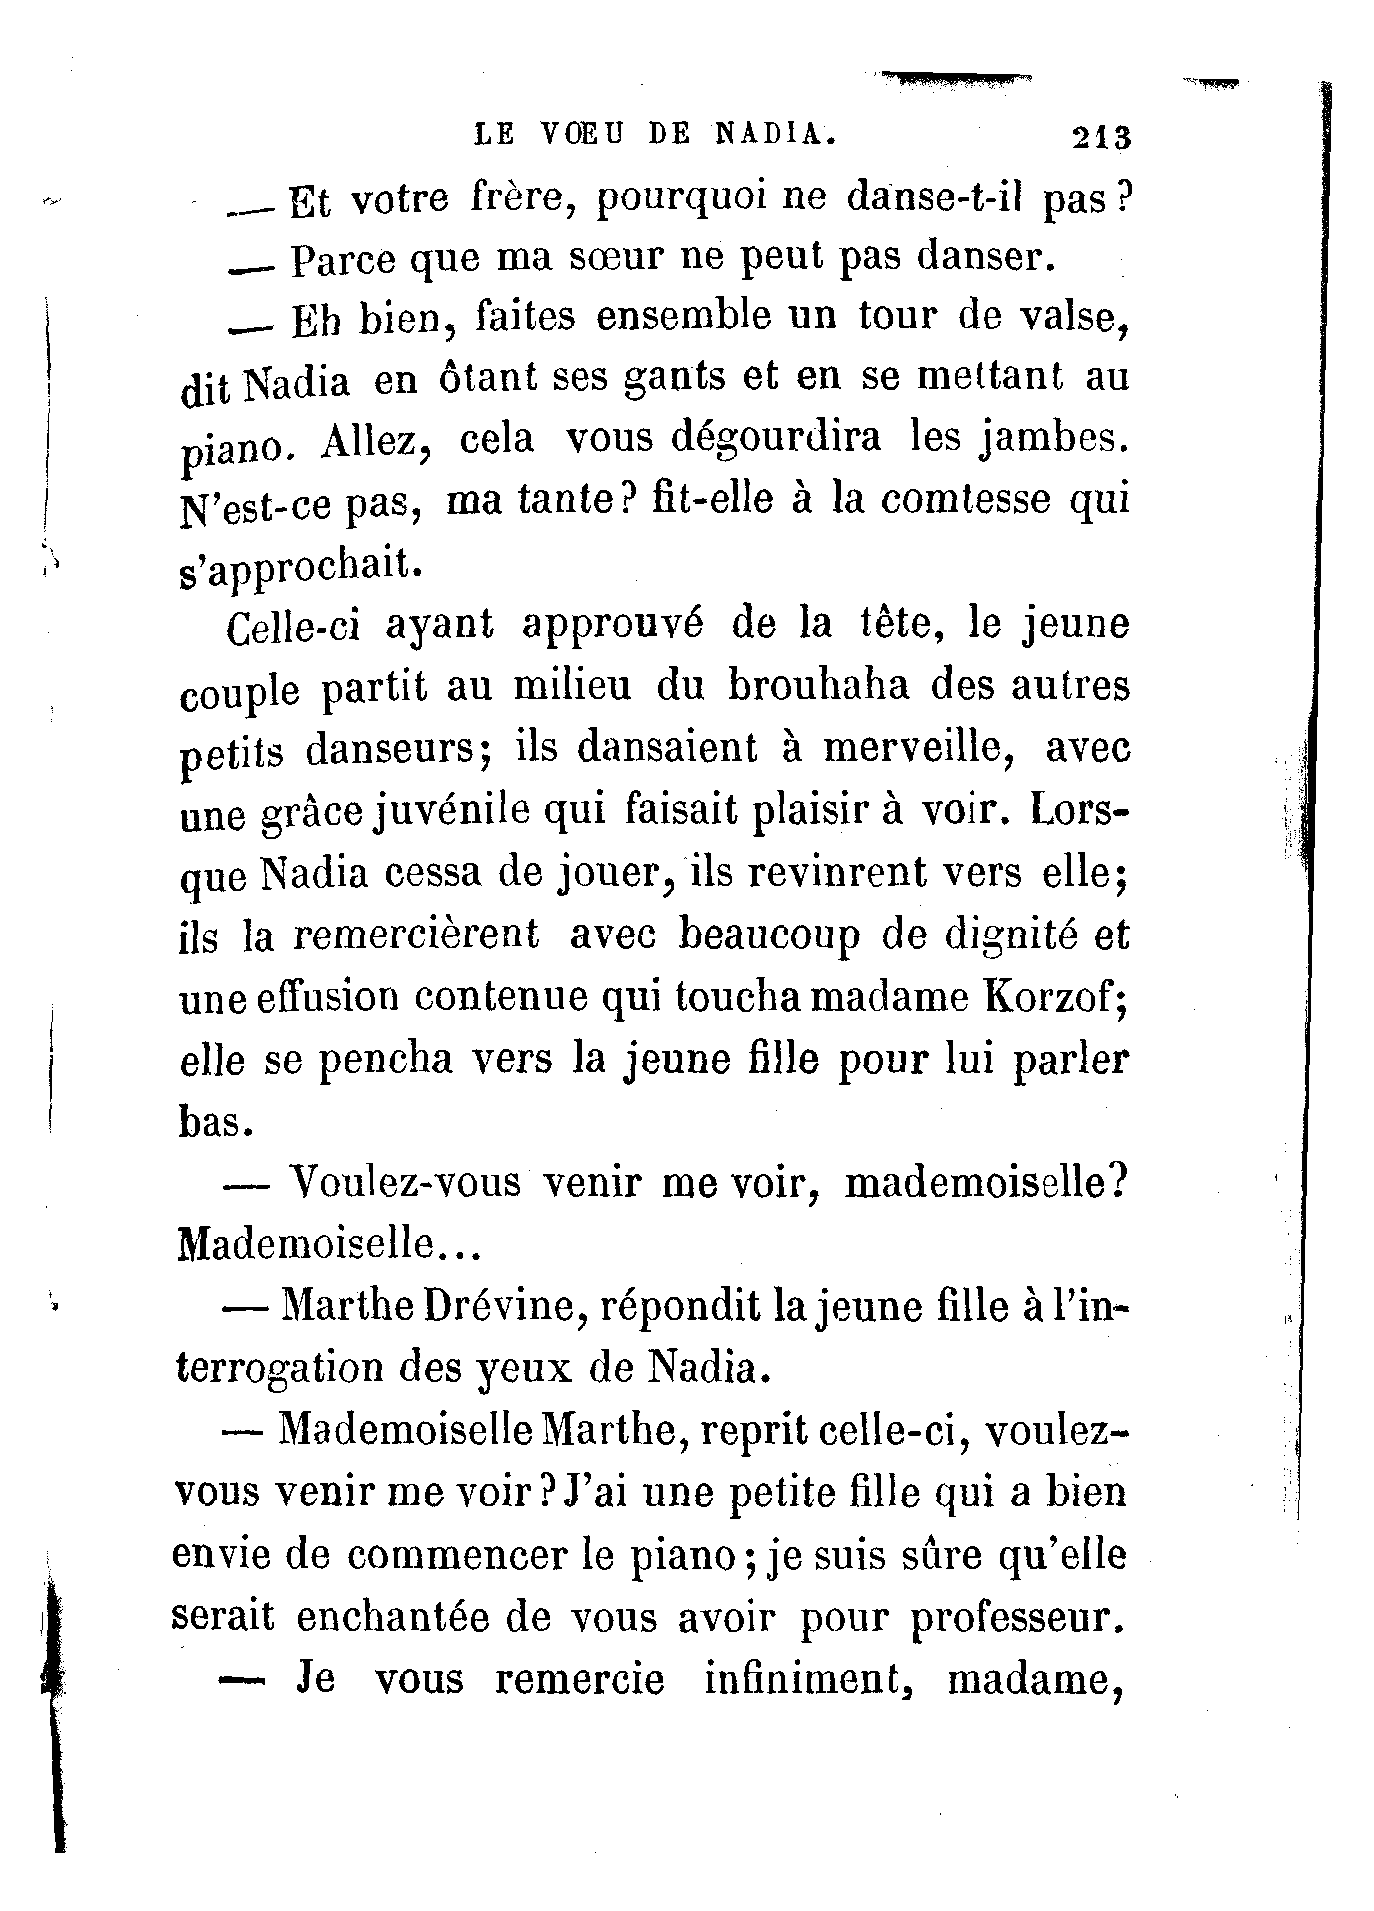 LE VŒU DE NADIA. 213
— Et votre frère, pourquoi ne danse-t-il pas ?
— Parce que ma sœur ne peut pas danser.
— Eh bien, faites ensemble un tour de valse,
dit Nadia en ôtant ses gants et en se mettant au
piano. Allez, cela vous dégourdira les jambes.
N'est-ce pas, ma tante? fit-elle à la comtesse qui
s'approchait.
Celle-ci ayant approuvé de la tête, le jeune
couple partit au milieu du brouhaha des autres
petits danseurs; ils dansaient à merveille, avec
une grâce juvénile qui faisait plaisir à voir. Lors-
que Nadia cessa de jouer, ils revinrent vers elle;
ils la remercièrent avec beaucoup de dignité et
une effusion contenue qui toucha madame Korzof;
elle se pencha vers la jeune fille pour lui parler
bas.
— Voulez-vous venir me voir, mademoiselle?
Mademoiselle...
— Marthe Drévine, répondit la jeune fille à l'in-
terrogation des yeux de Nadia.
— Mademoiselle Marthe, reprit celle-ci, voulez-
vous venir me voir ? J'ai une petite fille qui a bien
envie de commencer le piano ; je suis sûre qu'elle
serait enchantée de vous avoir pour professeur.
— Je vous remercie infiniment, madame,